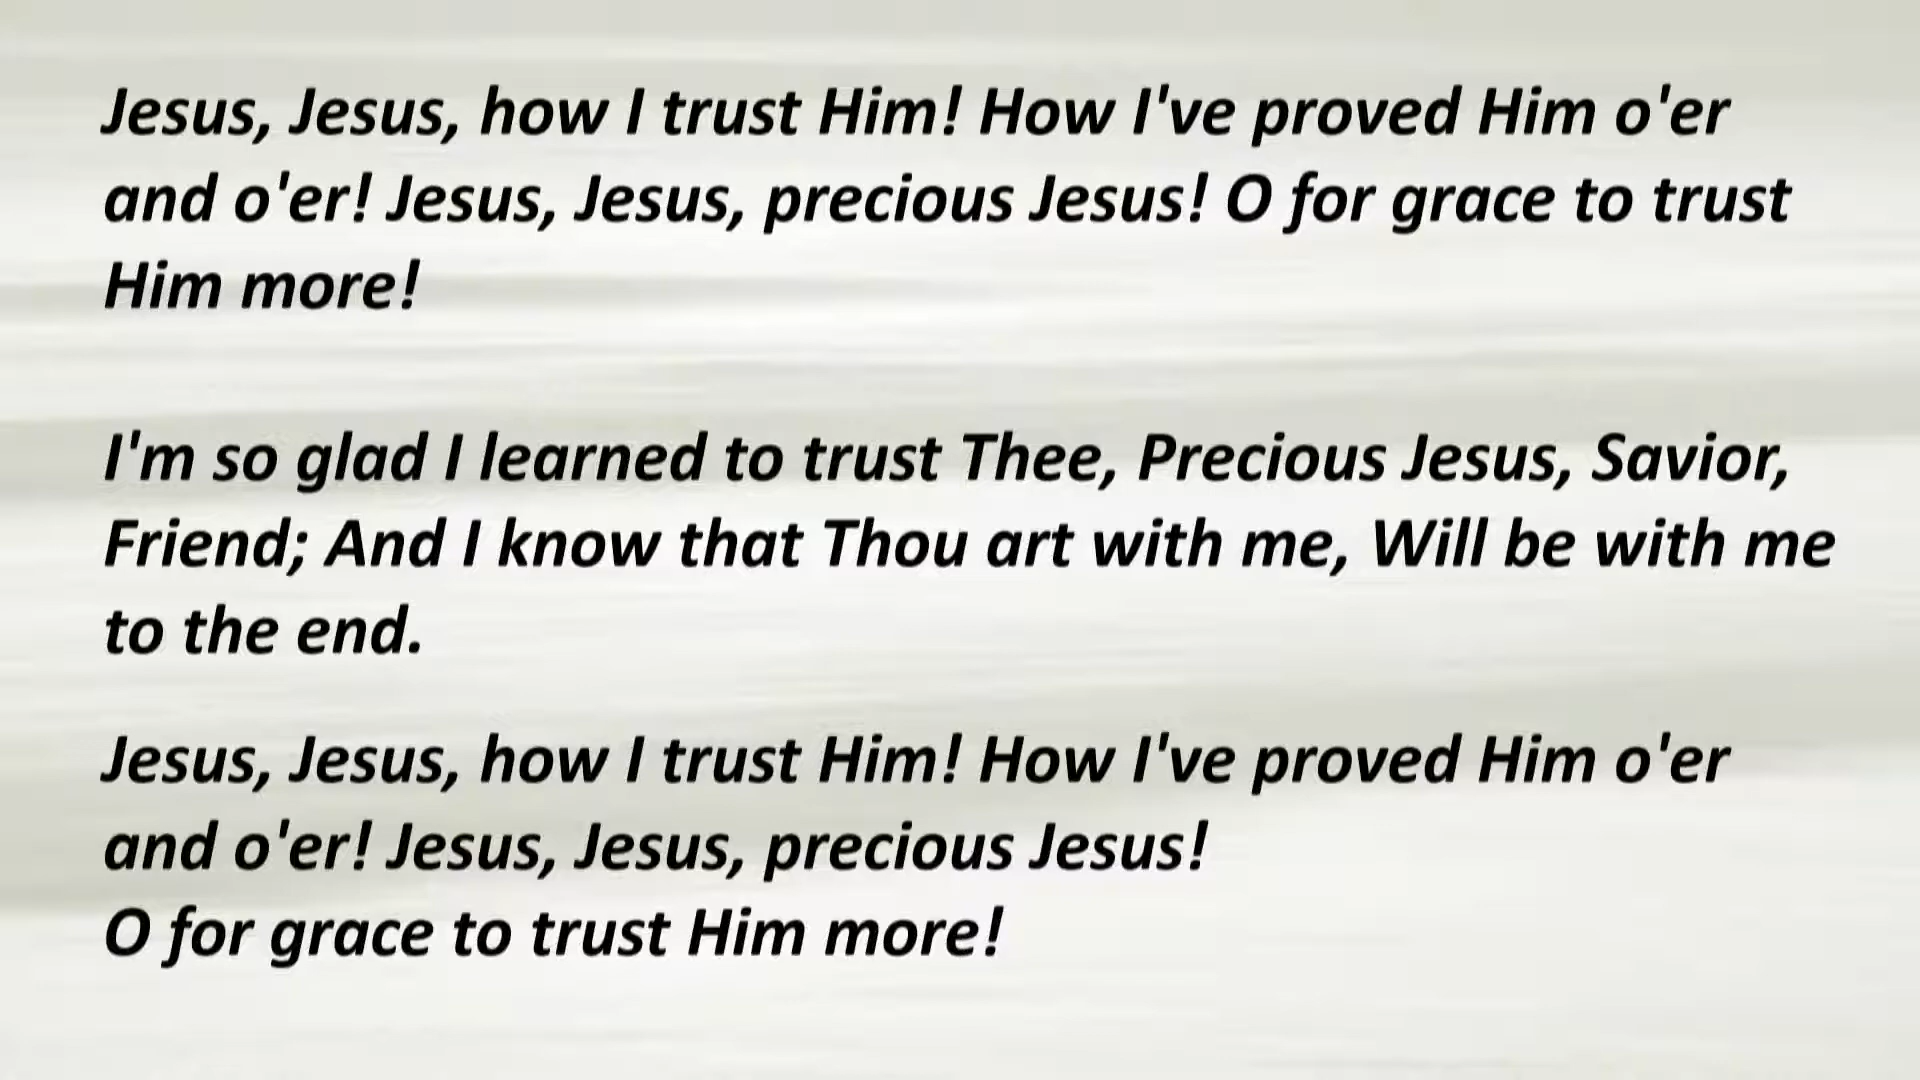 Jesus, Jesus, how I trust Him! How I've proved Him o'er
and o'er! Jesus, Jesus, precious Jesus! O for grace to trust
Him more!
I'm so glad I learned to trust Thee, Precious Jesus, Savior,
Friend; And I know that Thou art with me, Will be with me
to the end.
Jesus, Jesus, how I trust Him! How I've proved Him o'er
and o'er! Jesus, Jesus, precious Jesus!
O for grace to trust Him more!